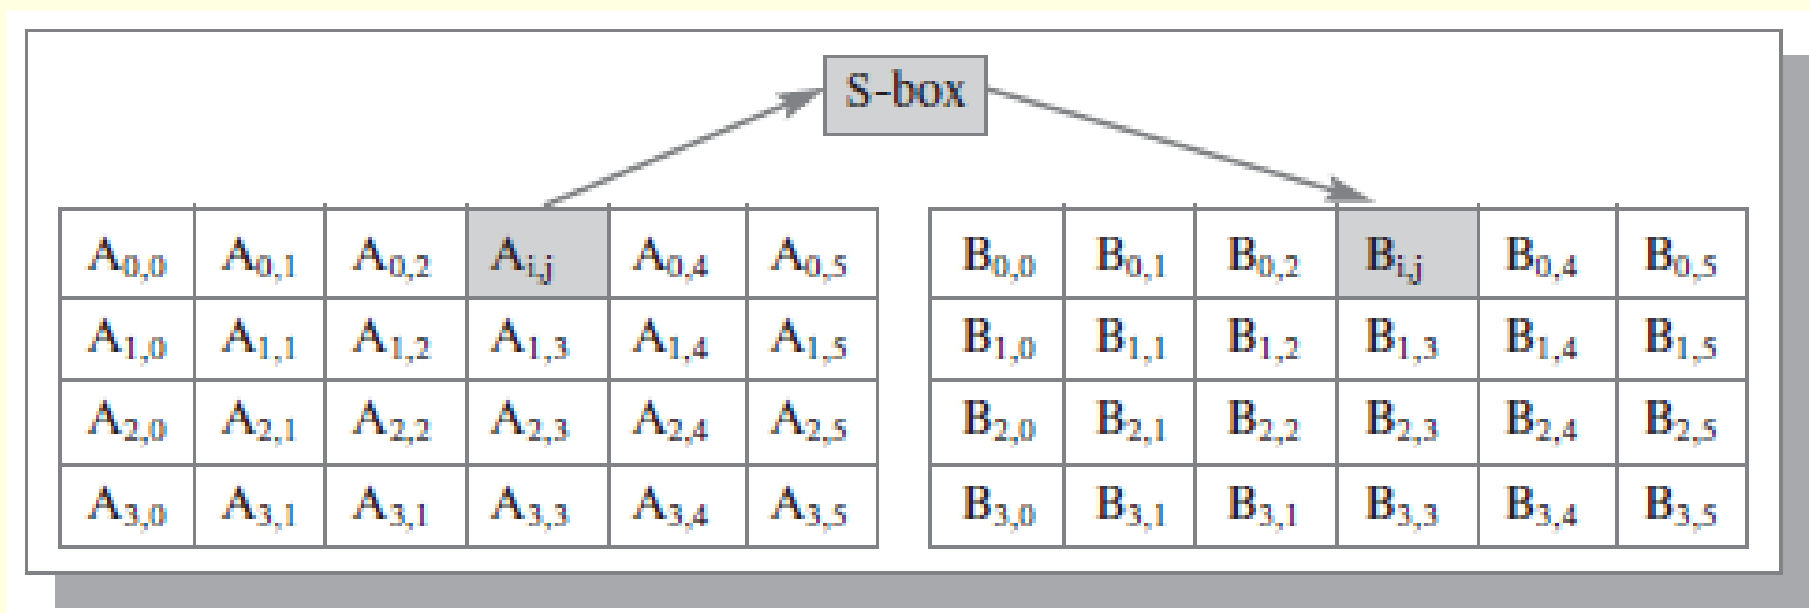 S-box
A0,0 A0,1 A0,2 Ai,j A0,4 A0,5 B0,0 B0,1 B0,2 Bi,j B0,4 B0,5
A1,0 A1,1 A1,2 A1,3 A1,4 A1,5 B1,0 B1,1 B1,2 B1,3 B1,4 B1,5
A2,0 A2,1 A2,2 A2,3 A2,4 A2,5 B2,0 B2,1 B2,2 B2,3 B2,4 B2,5
A3,0 A3,1 A3,1 A3,3 A3,4 A3,5 B3,0 B3,1 B3,1 B3,3 B3,4 B3,5